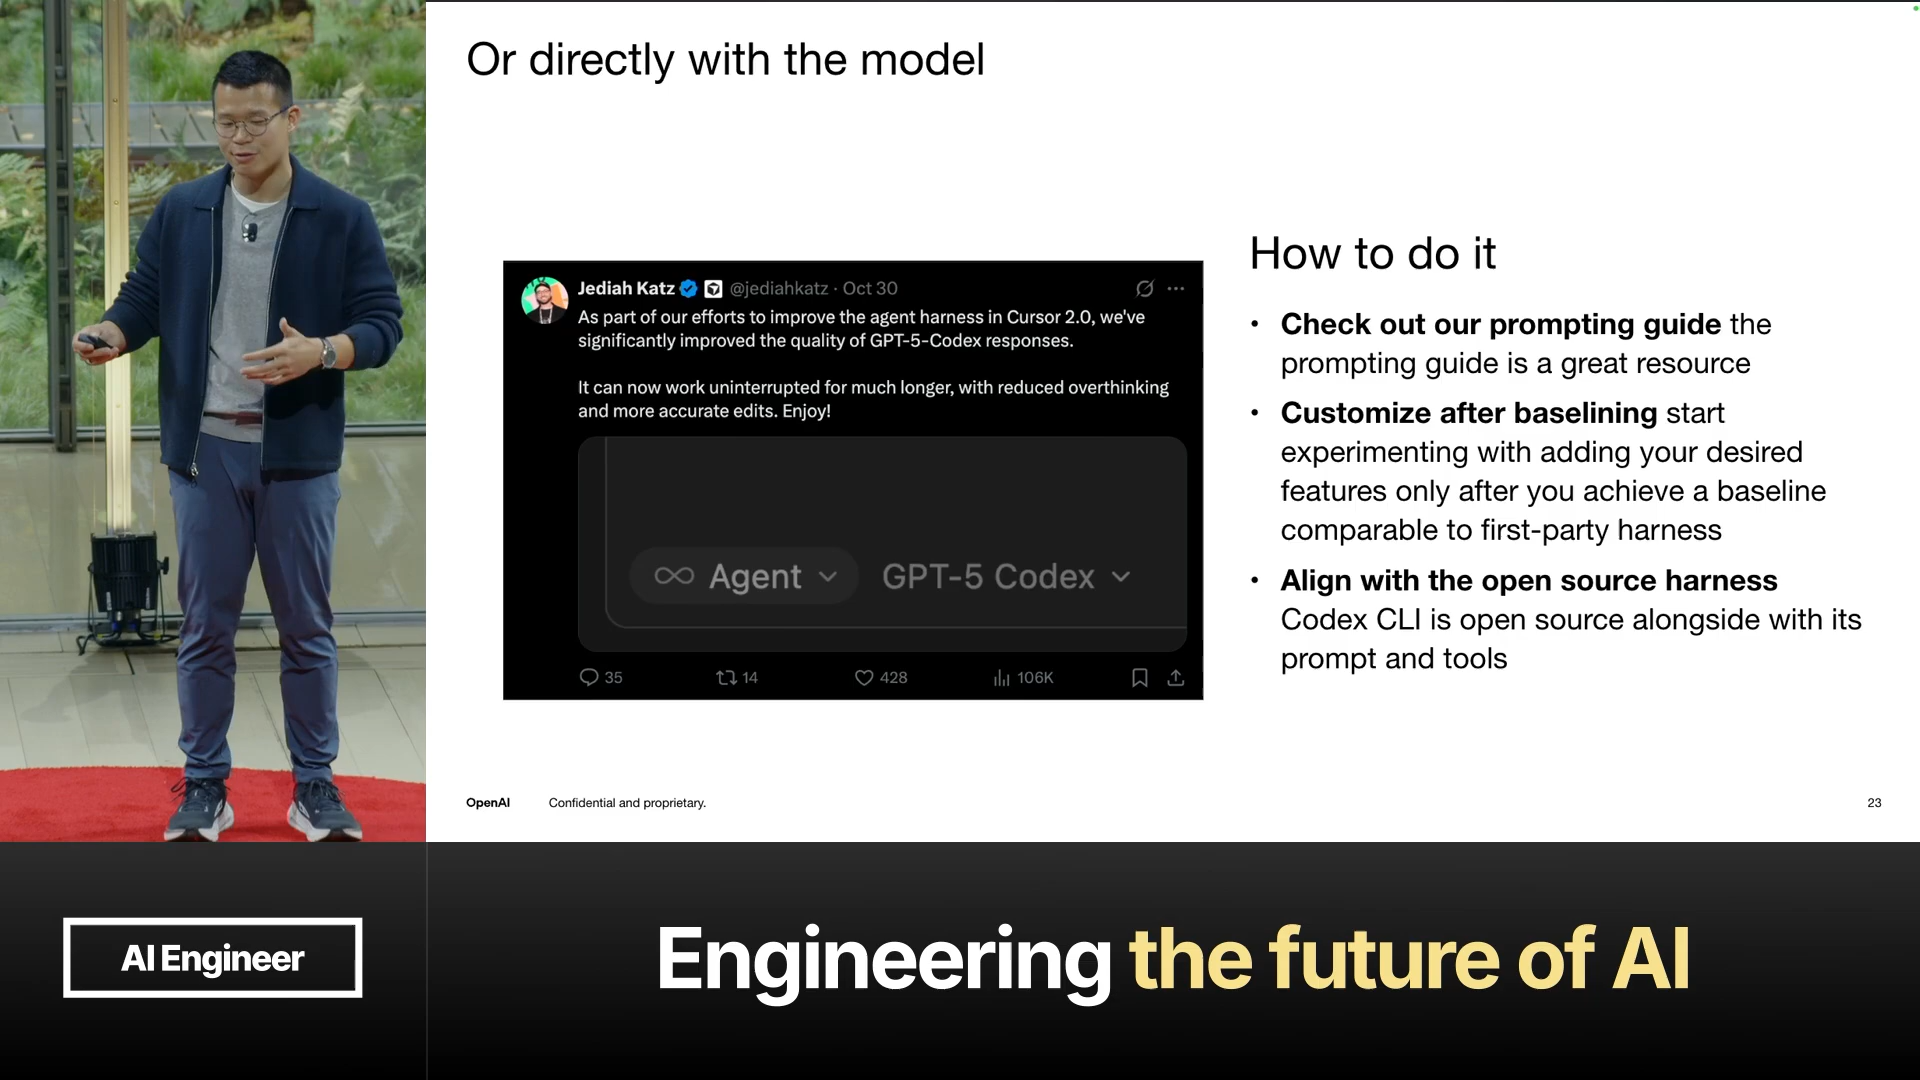 Or directly with the model
Jediah Katz @jediahkatz · Oct 30
As part of our efforts to improve the agent harness in Cursor 2.0, we've
significantly improved the quality of GPT-5-Codex responses.
It can now work uninterrupted for much longer, with reduced overthinking
and more accurate edits. Enjoy!
Agent GPT-5 Codex
35 14 428 106K
How to do it
• Check out our prompting guide the
prompting guide is a great resource
• Customize after baselining start
experimenting with adding your desired
features only after you achieve a baseline
comparable to first-party harness
• Align with the open source harness
Codex CLI is open source alongside with its
prompt and tools
OpenAI Confidential and proprietary. 23
AI Engineer
Engineering the future of AI